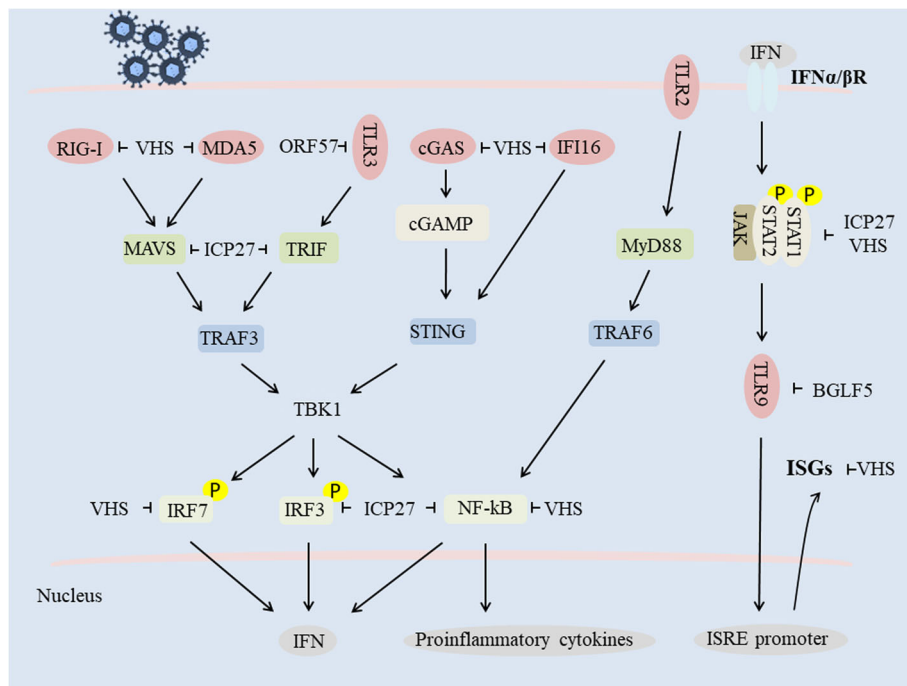 IFN
IFNα/βR
TLR2
RIG-I
VHS
MDA5
ORF57
TLR3
cGAS
VHS
IFI16
P
P
JAK
STAT2
STAT1
ICP27
VHS
MAVS
ICP27
TRIF
cGAMP
MyD88
TRAF3
STING
TRAF6
TLR9
BGLF5
TBK1
ISGs
VHS
P
P
VHS
IRF7
IRF3
ICP27
NF-kB
VHS
Nucleus
IFN
Proinflammatory cytokines
ISRE promoter